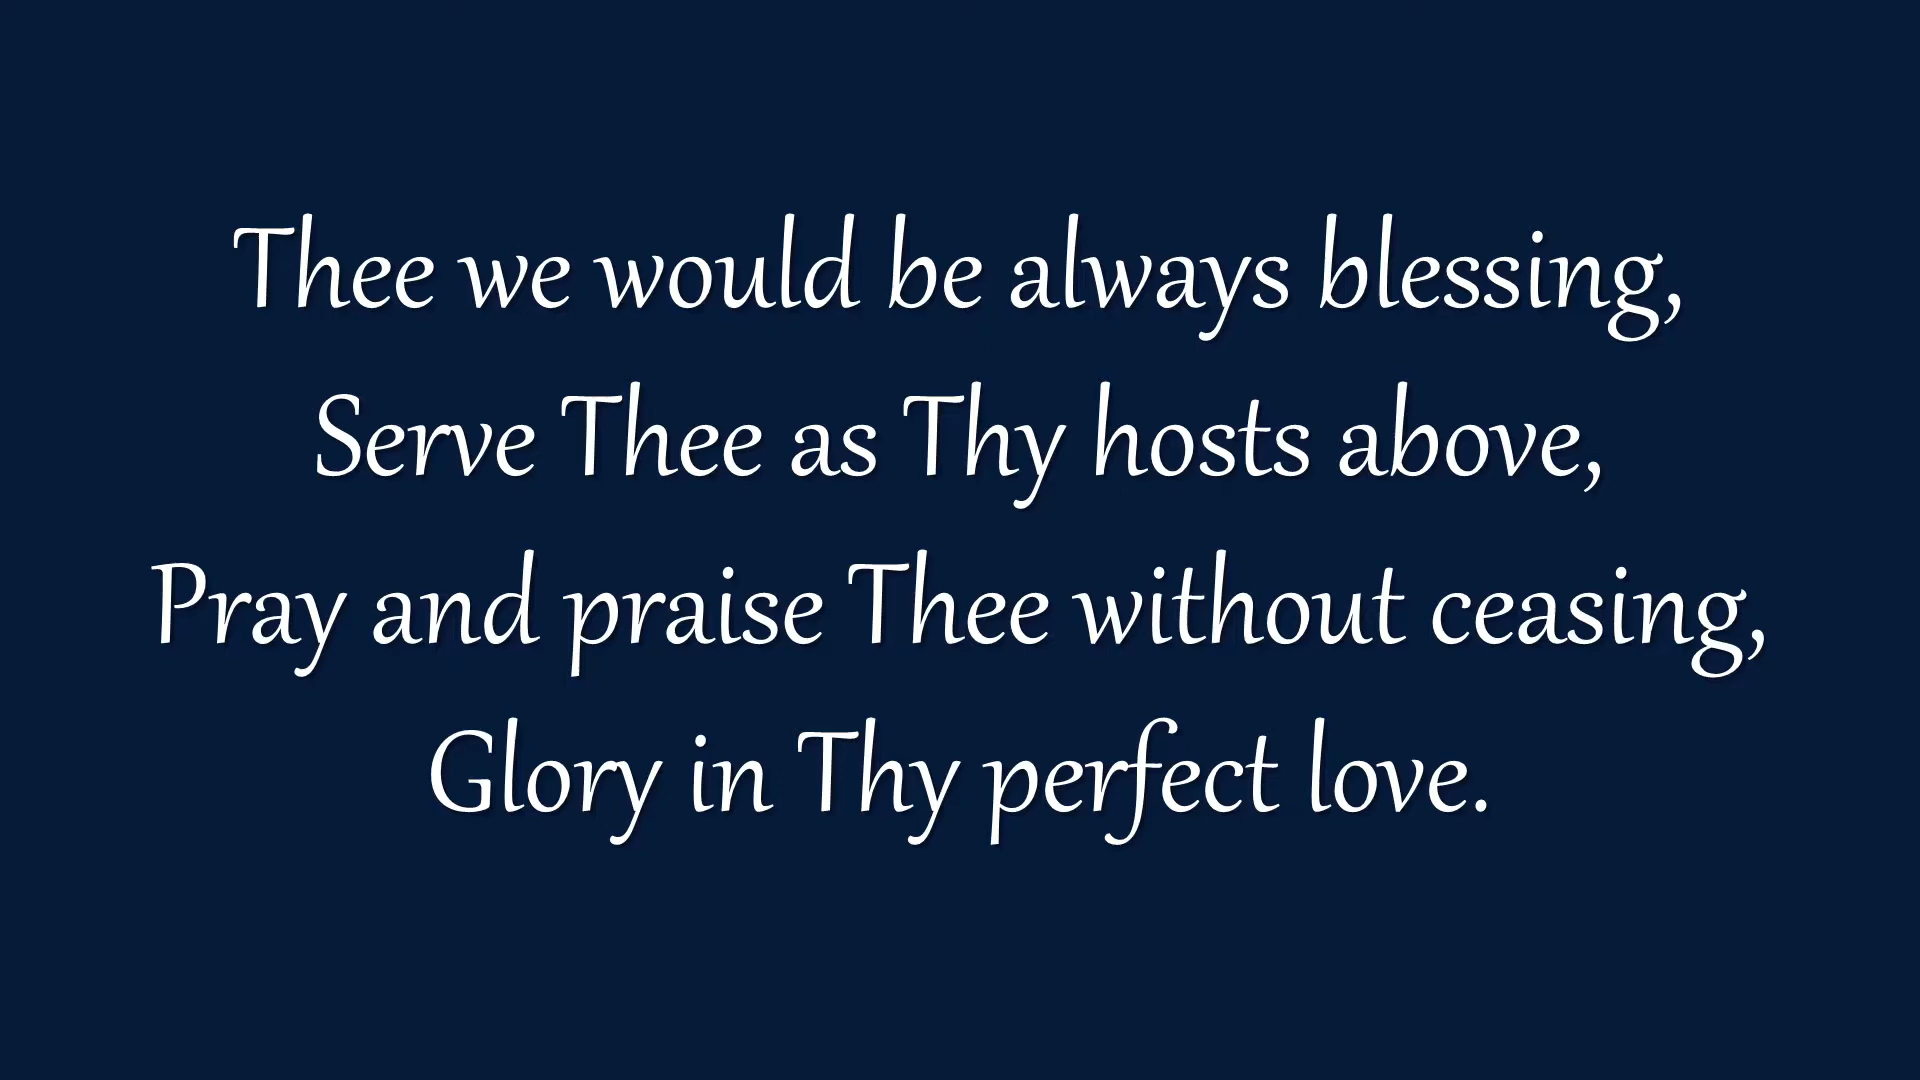 Thee we would be always blessing,
Serve Thee as Thy hosts above,
Pray and praise Thee without ceasing,
Glory in Thy perfect love.